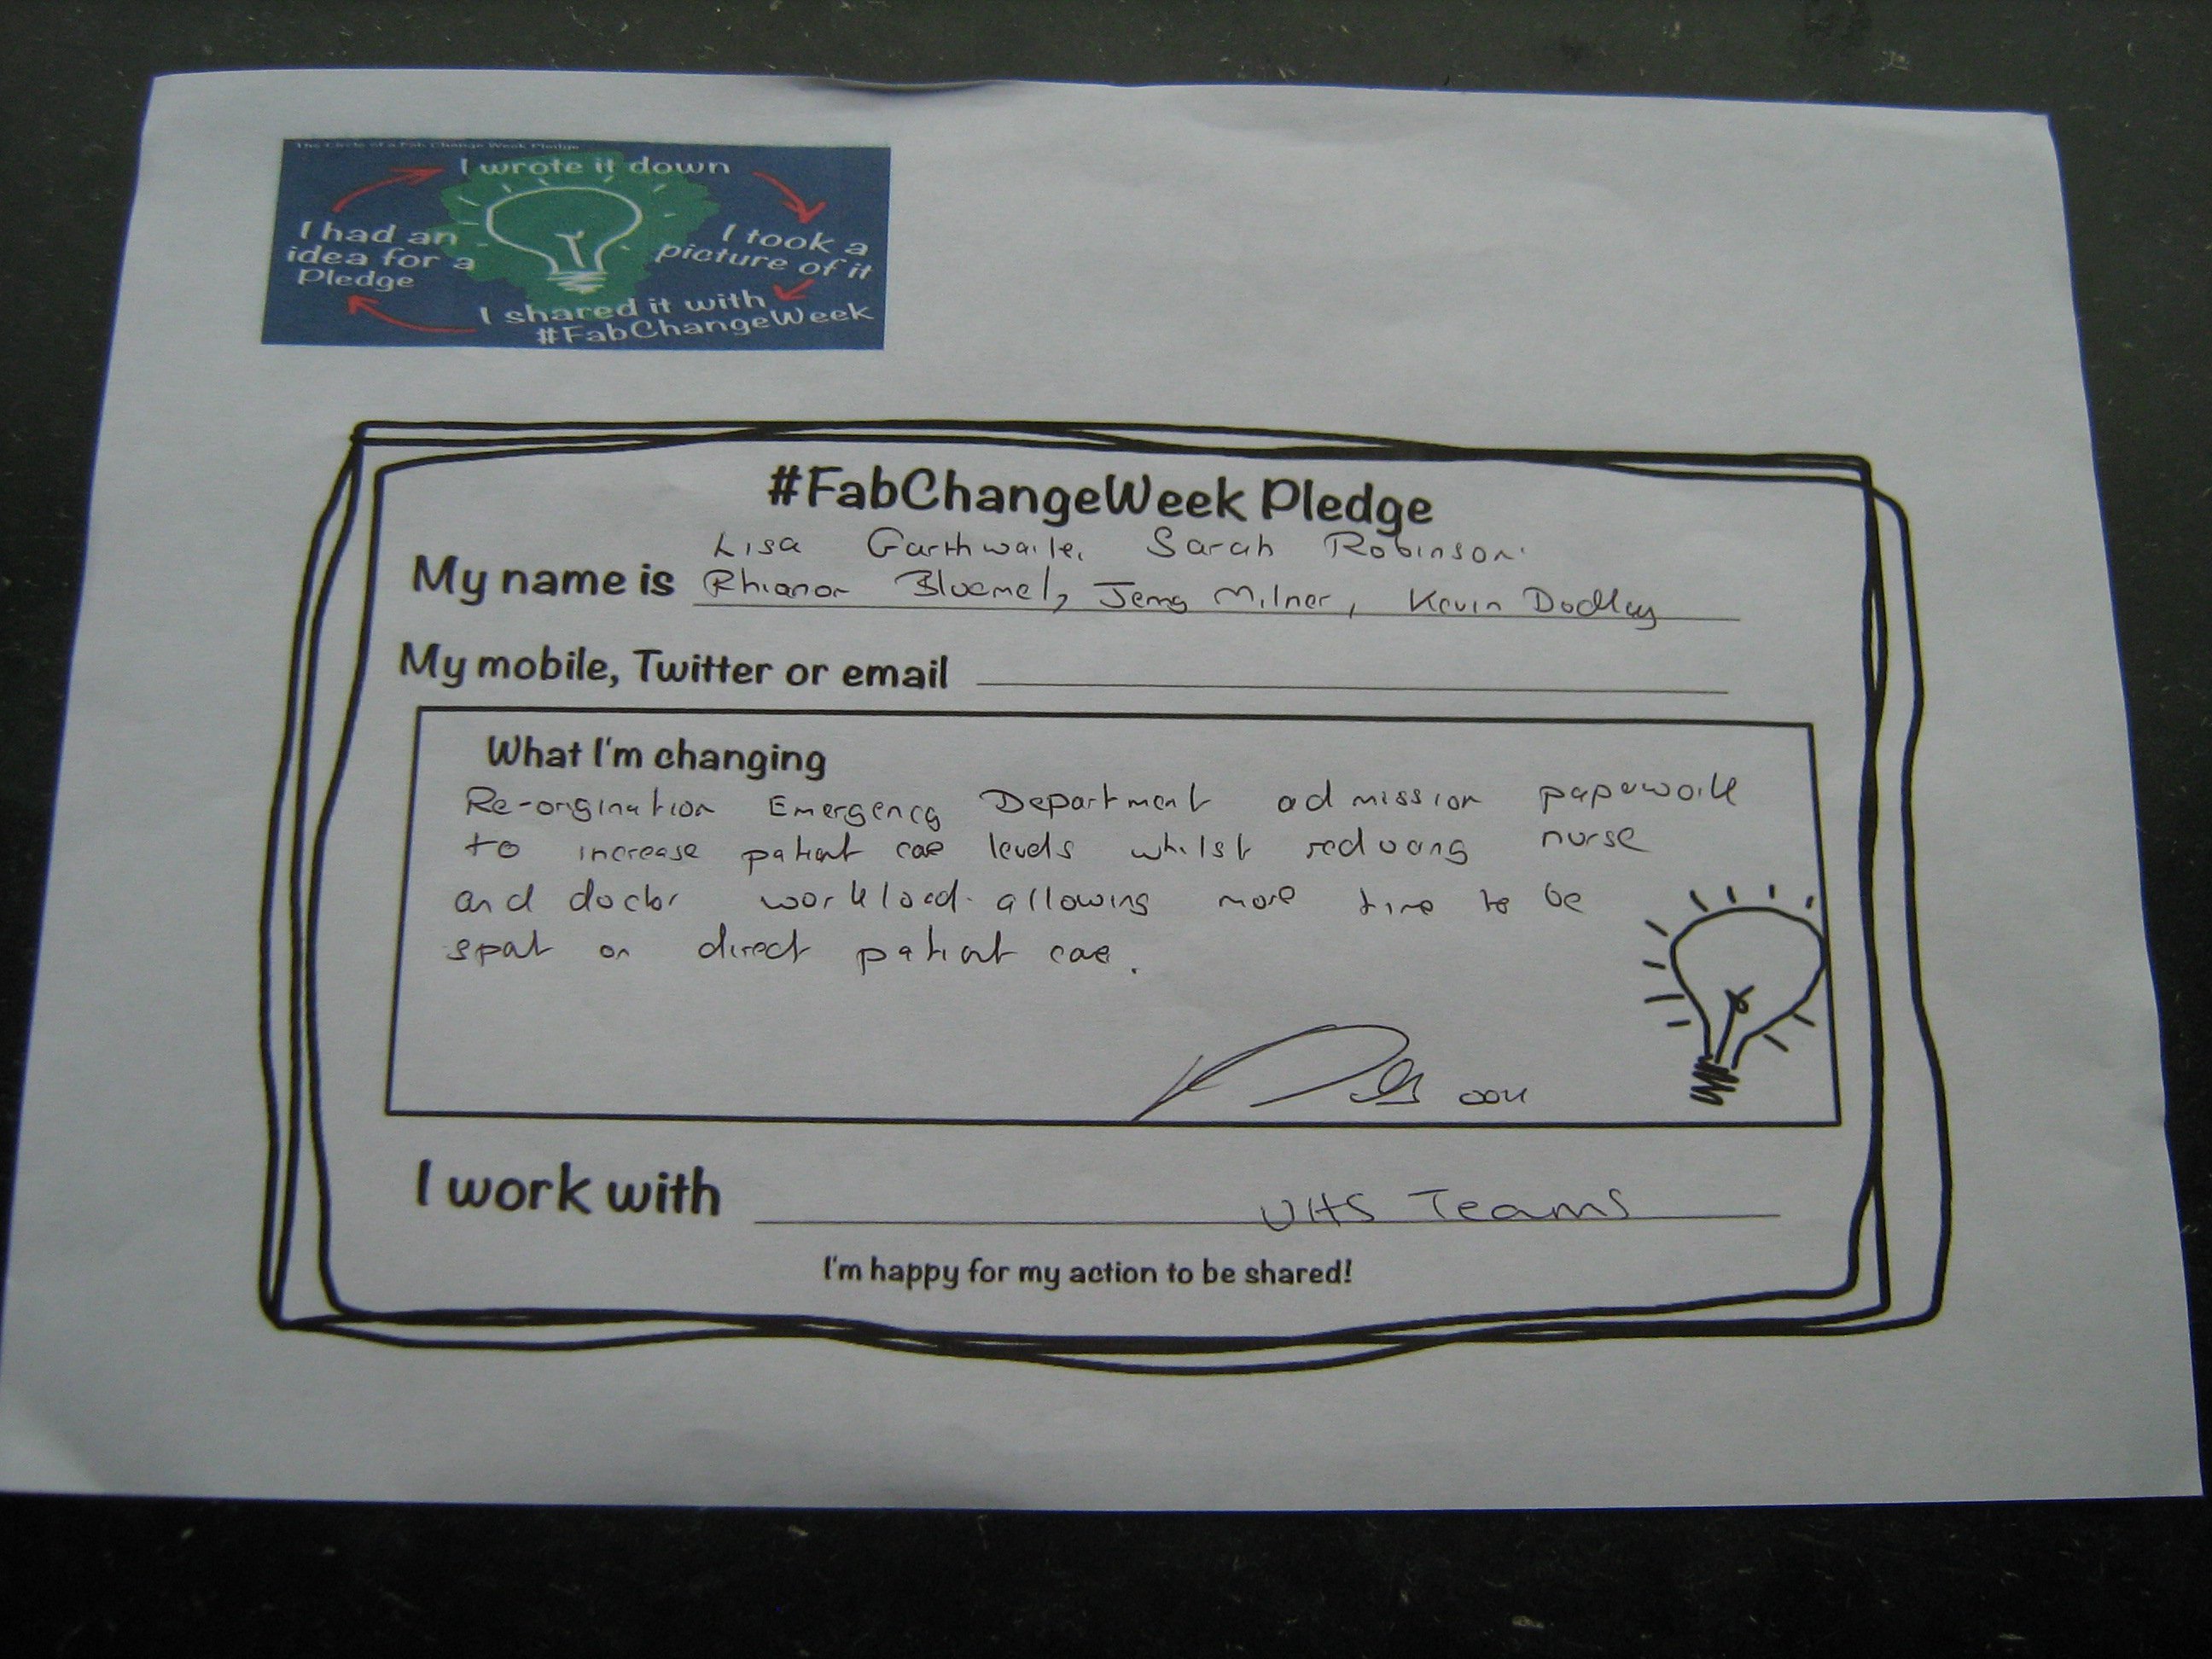 The Circle of a Fab Change Week Pledge
I wrote it down
I had an
idea for a
Pledge
I took a
picture of it
I shared it with
#FabChangeWeek
#FabChangeWeek Pledge
Lisa Garthwaite, Sarah Robinson
My name is Rhianon Bluemel, Jenny Milner, Kevin Dudley
My mobile, Twitter or email
What I'm changing
Re-orgination Emergency Department admission paperwork
to increase patient care levels whilst reducing nurse
and doctor workload. allowing more time to be
spent on direct patient care.
I work with UHS Teams
I'm happy for my action to be shared!